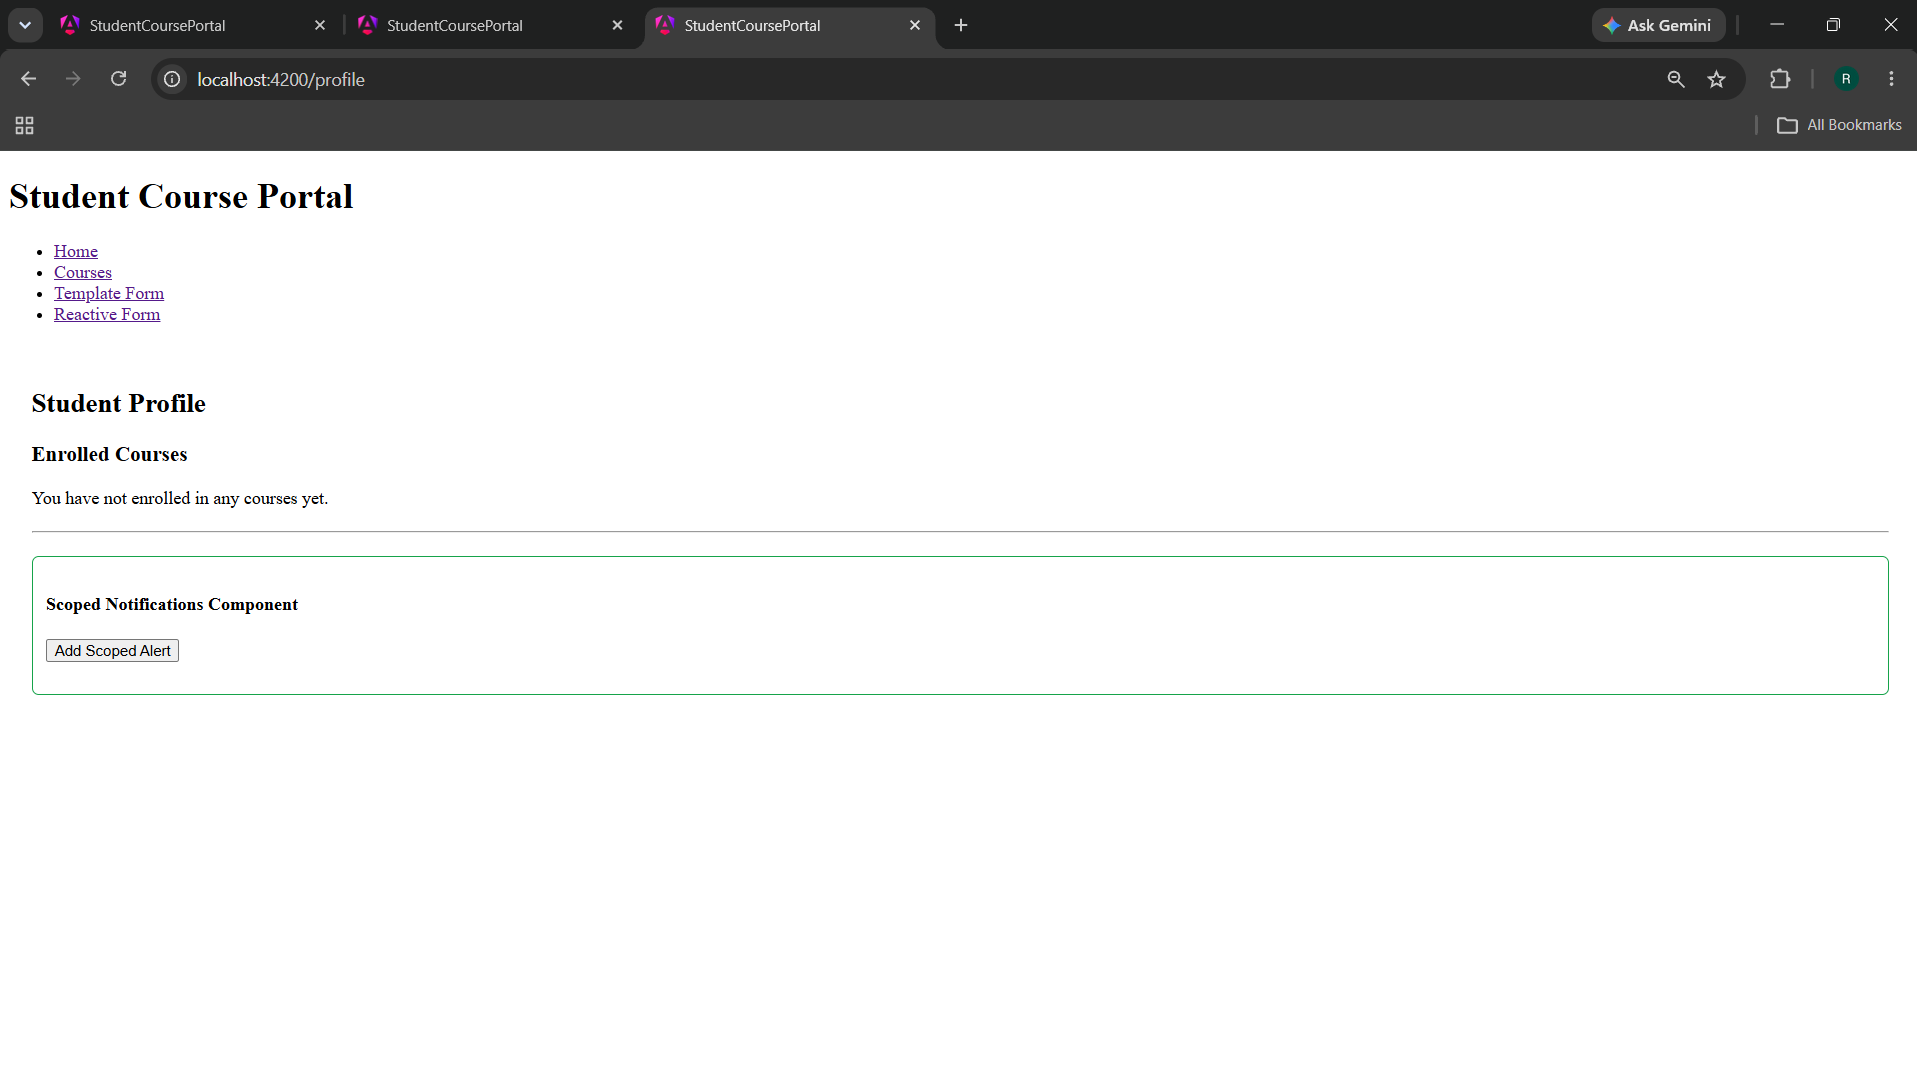 StudentCoursePortal
StudentCoursePortal
StudentCoursePortal
Ask Gemini
localhost:4200/profile
R
All Bookmarks
Student Course Portal
Home
Courses
Template Form
Reactive Form
Student Profile
Enrolled Courses
You have not enrolled in any courses yet.
Scoped Notifications Component
Add Scoped Alert